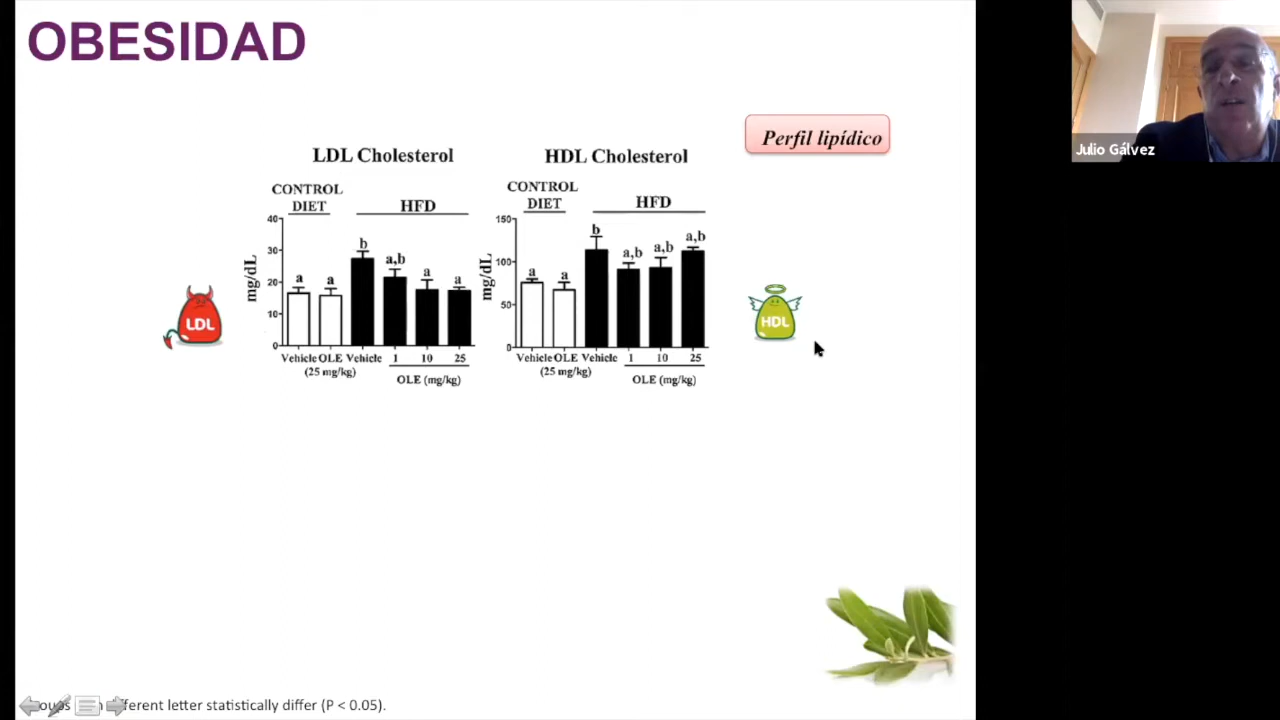 OBESIDAD
Perfil lipídico
Julio Gálvez
LDL Cholesterol
CONTROL
DIET
HFD
mg/dL
40
30
20
10
0
a
a
b
a,b
a
a
Vehicle OLE Vehicle 1 10 25
(25 mg/kg)
OLE (mg/kg)
LDL
HDL Cholesterol
CONTROL
DIET
HFD
mg/dL
150
100
50
0
a
a
b
a,b
a,b
a,b
Vehicle OLE Vehicle 1 10 25
(25 mg/kg)
OLE (mg/kg)
HDL
letter statistically differ (P < 0.05).